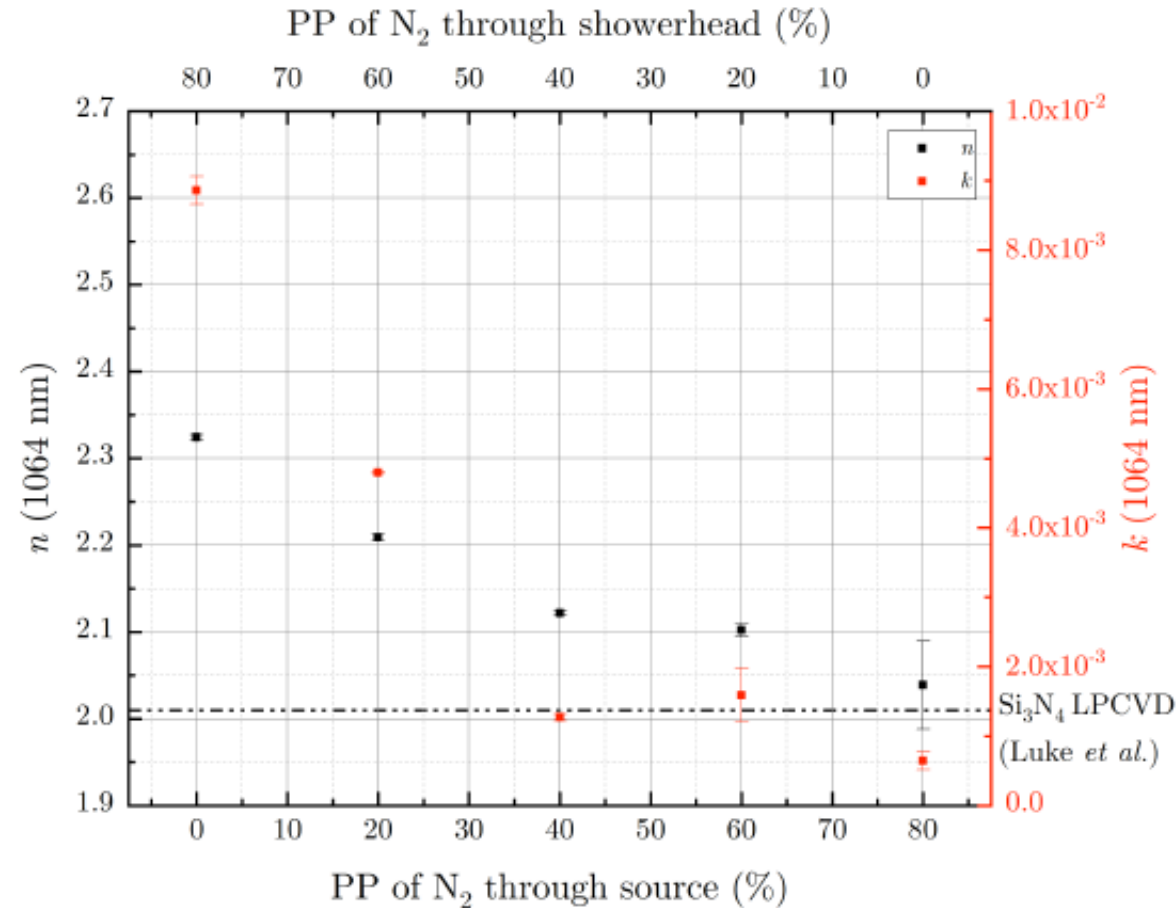 PP of N₂ through showerhead (%)
80 70 60 50 40 30 20 10 0
2.7
2.6
2.5
2.4
2.3
2.2
2.1
2.0
1.9
n (1064 nm)
n
k
1.0x10⁻²
8.0x10⁻³
6.0x10⁻³
4.0x10⁻³
2.0x10⁻³
0.0
k (1064 nm)
Si₃N₄ LPCVD
(Luke et al.)
0 10 20 30 40 50 60 70 80
PP of N₂ through source (%)